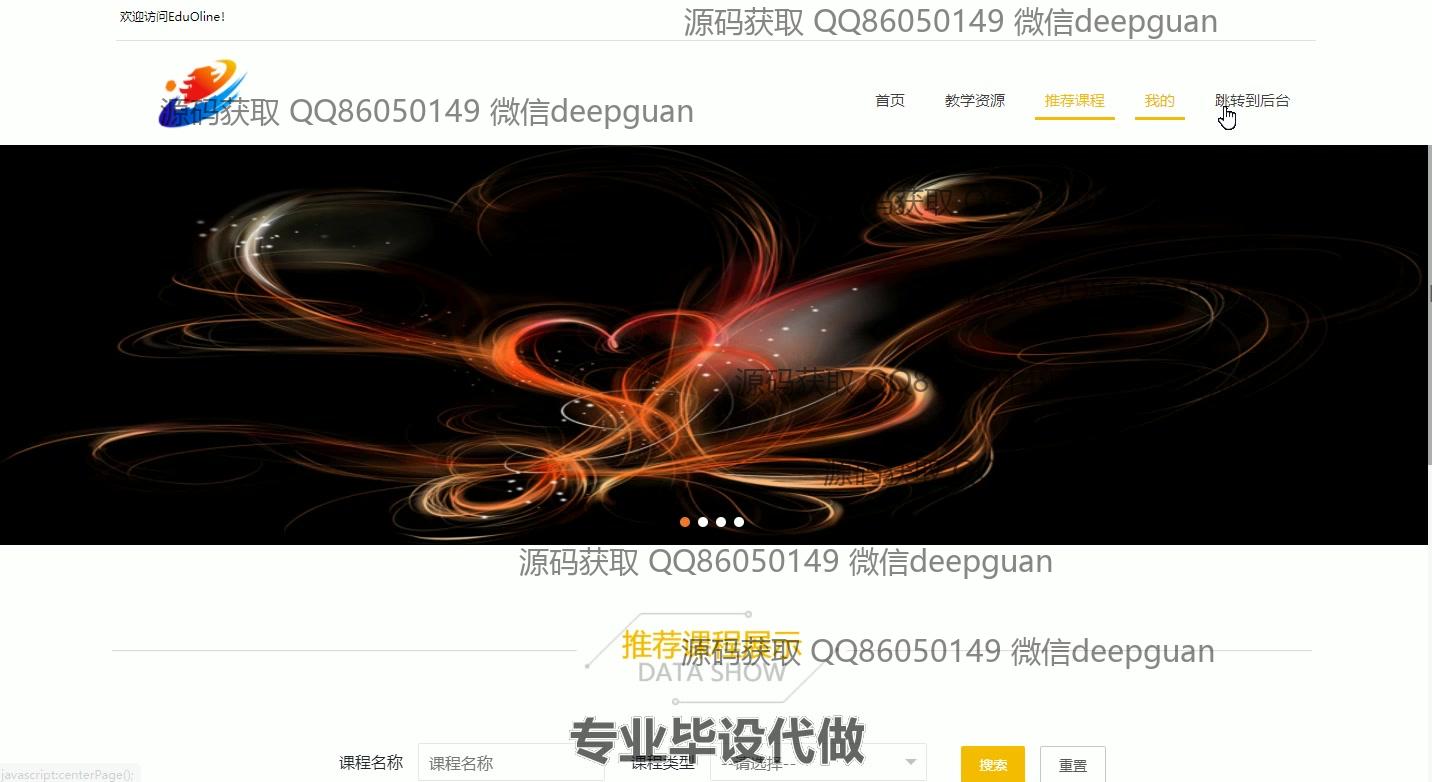 欢迎访问EduOline!
源码获取 QQ86050149 微信deepguan
源码获取 QQ86050149 微信deepguan
首页 教学资源 推荐课程 我的 跳转到后台
源码获取 QQ8
源码获取
源码获取 QQ86050149 微信deepguan
推荐课程展示
源码获取 QQ86050149 微信deepguan
DATA SHOW
专业毕设代做
课程名称 课程名称 课程类型 --请选择-- 搜索 重置
javascript:centerPage();